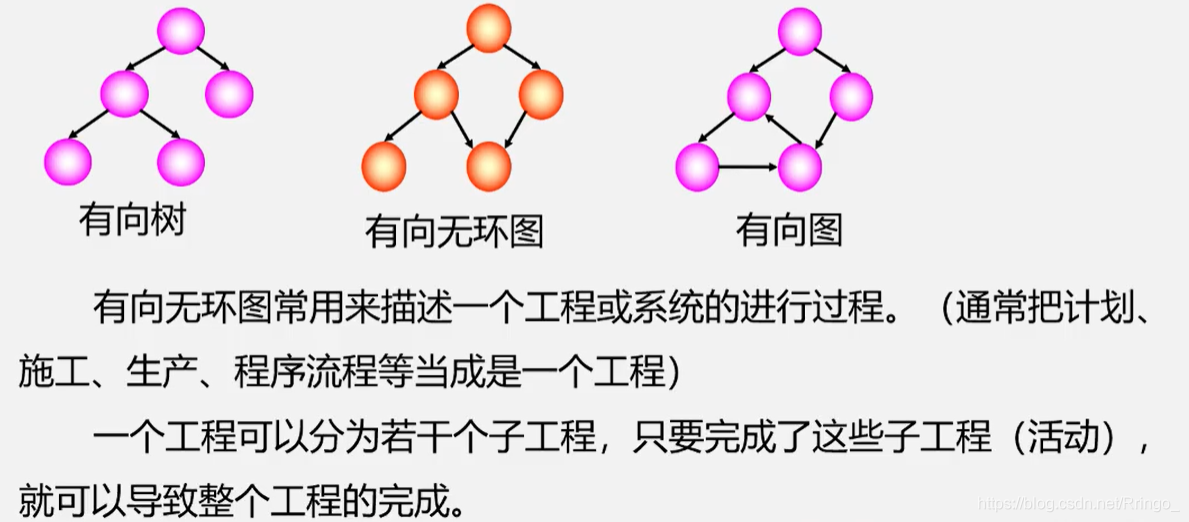 有向树
有向无环图
有向图
有向无环图常用来描述一个工程或系统的进行过程。（通常把计划、
施工、生产、程序流程等当成是一个工程）
一个工程可以分为若干个子工程，只要完成了这些子工程（活动），
就可以导致整个工程的完成。
https://blog.csdn.net/Rringo_